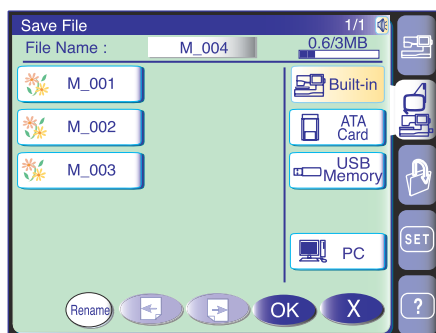 Save File 1/1
File Name : M_004 0.6/3MB
M_001 Built-in
M_002 ATA Card
M_003 USB Memory
PC
SET
Rename OK X ?